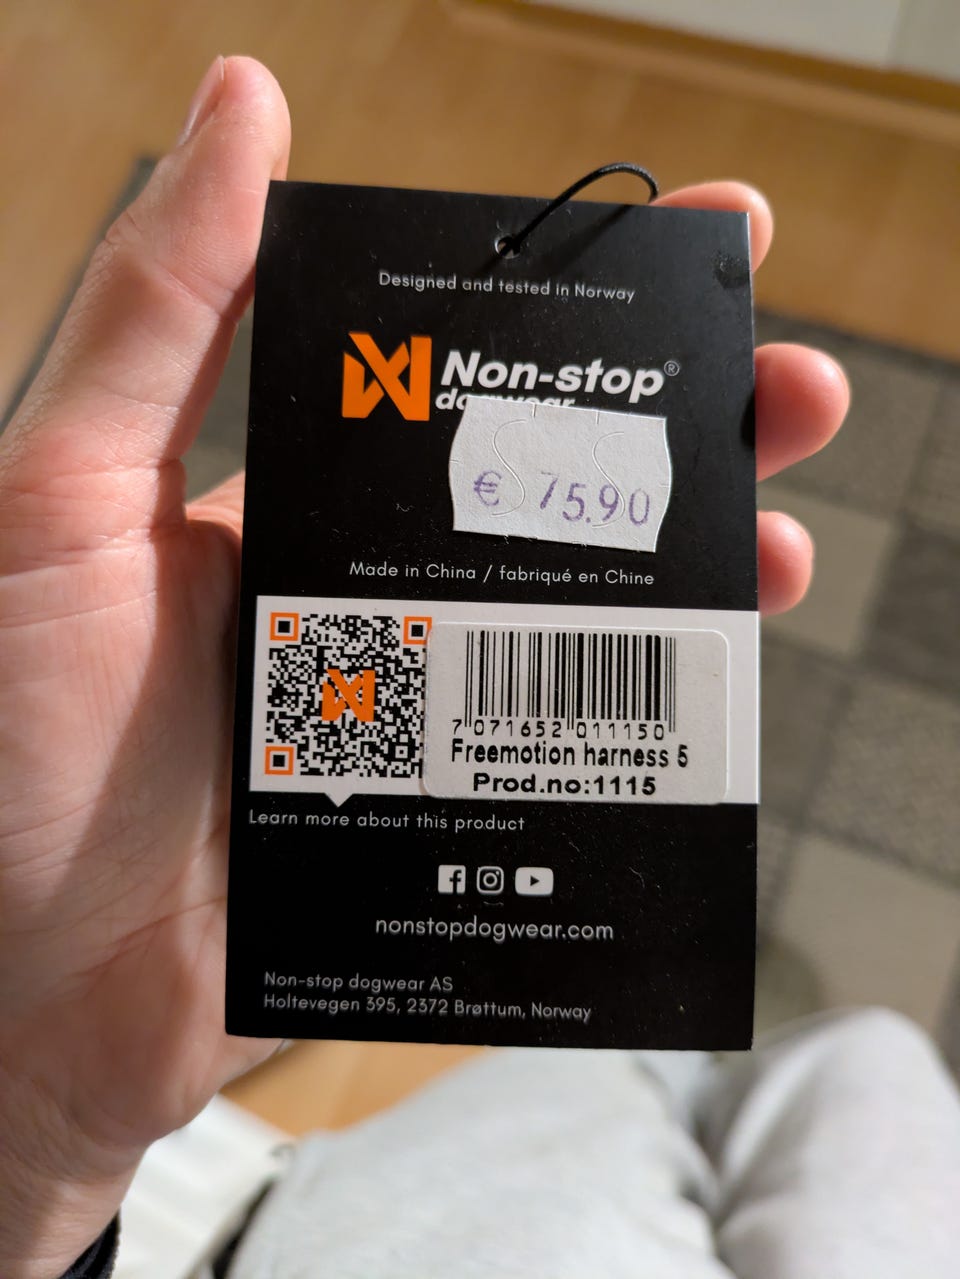 Designed and tested in Norway
Non-stop®
dogwear
€ 75.90
Made in China / fabriqué en Chine
7 071652 011150
Freemotion harness 5
Prod.no:1115
Learn more about this product
nonstopdogwear.com
Non-stop dogwear AS
Holtevegen 395, 2372 Brøttum, Norway